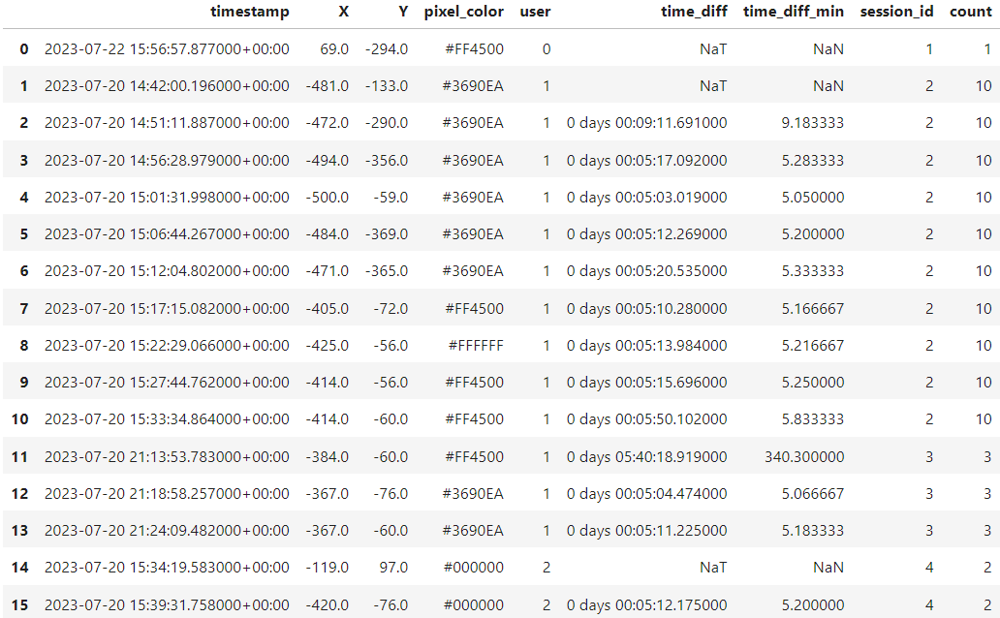 timestamp X Y pixel_color user time_diff time_diff_min session_id count
0 2023-07-22 15:56:57.877000+00:00 69.0 -294.0 #FF4500 0 NaT NaN 1 1
1 2023-07-20 14:42:00.196000+00:00 -481.0 -133.0 #3690EA 1 NaT NaN 2 10
2 2023-07-20 14:51:11.887000+00:00 -472.0 -290.0 #3690EA 1 0 days 00:09:11.691000 9.183333 2 10
3 2023-07-20 14:56:28.979000+00:00 -494.0 -356.0 #3690EA 1 0 days 00:05:17.092000 5.283333 2 10
4 2023-07-20 15:01:31.998000+00:00 -500.0 -59.0 #3690EA 1 0 days 00:05:03.019000 5.050000 2 10
5 2023-07-20 15:06:44.267000+00:00 -484.0 -369.0 #3690EA 1 0 days 00:05:12.269000 5.200000 2 10
6 2023-07-20 15:12:04.802000+00:00 -471.0 -365.0 #3690EA 1 0 days 00:05:20.535000 5.333333 2 10
7 2023-07-20 15:17:15.082000+00:00 -405.0 -72.0 #FF4500 1 0 days 00:05:10.280000 5.166667 2 10
8 2023-07-20 15:22:29.066000+00:00 -425.0 -56.0 #FFFFFF 1 0 days 00:05:13.984000 5.216667 2 10
9 2023-07-20 15:27:44.762000+00:00 -414.0 -56.0 #FF4500 1 0 days 00:05:15.696000 5.250000 2 10
10 2023-07-20 15:33:34.864000+00:00 -414.0 -60.0 #FF4500 1 0 days 00:05:50.102000 5.833333 2 10
11 2023-07-20 21:13:53.783000+00:00 -384.0 -60.0 #FF4500 1 0 days 05:40:18.919000 340.300000 3 3
12 2023-07-20 21:18:58.257000+00:00 -367.0 -76.0 #3690EA 1 0 days 00:05:04.474000 5.066667 3 3
13 2023-07-20 21:24:09.482000+00:00 -367.0 -60.0 #3690EA 1 0 days 00:05:11.225000 5.183333 3 3
14 2023-07-20 15:34:19.583000+00:00 -119.0 97.0 #000000 2 NaT NaN 4 2
15 2023-07-20 15:39:31.758000+00:00 -420.0 -76.0 #000000 2 0 days 00:05:12.175000 5.200000 4 2